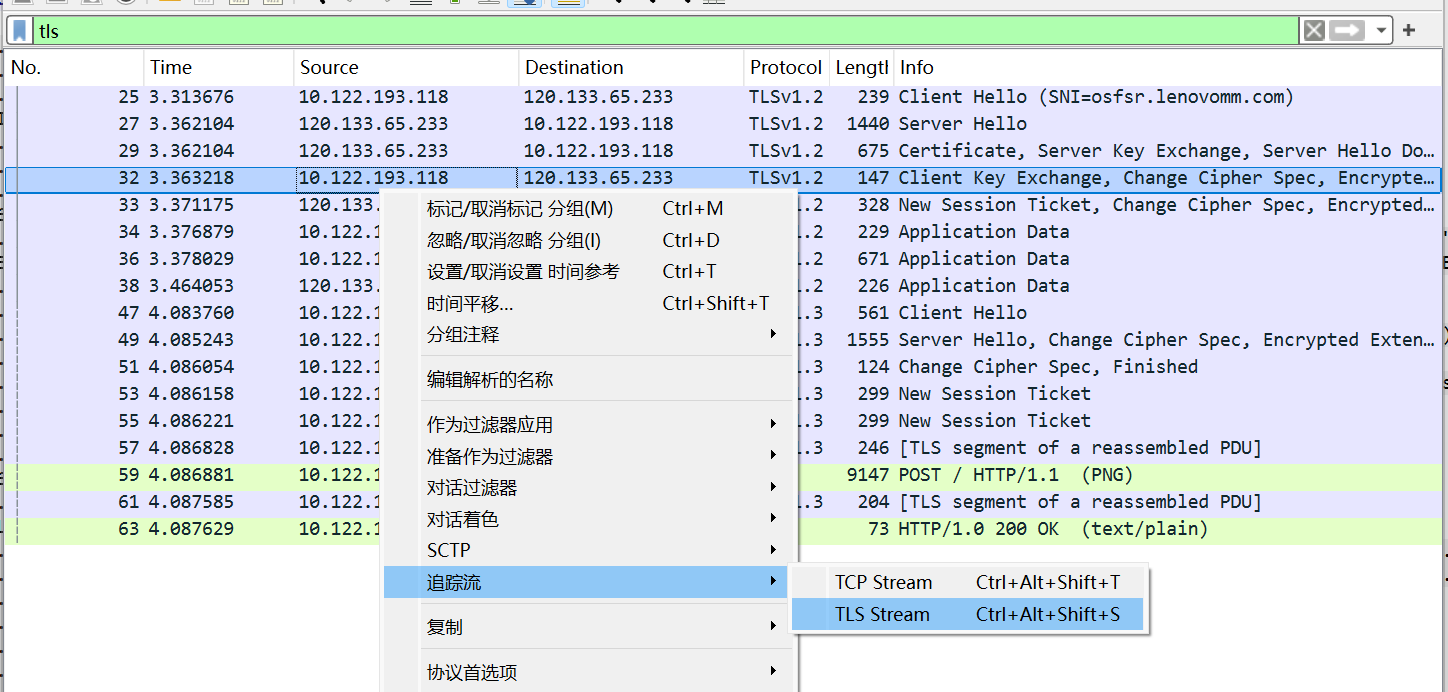 tls
No. Time Source Destination Protocol Length Info
25 3.313676 10.122.193.118 120.133.65.233 TLSv1.2 239 Client Hello (SNI=osfsr.lenovomm.com)
27 3.362104 120.133.65.233 10.122.193.118 TLSv1.2 1440 Server Hello
29 3.362104 120.133.65.233 10.122.193.118 TLSv1.2 675 Certificate, Server Key Exchange, Server Hello Do…
32 3.363218 10.122.193.118 120.133.65.233 TLSv1.2 147 Client Key Exchange, Change Cipher Spec, Encrypte…
33 3.371175 120.133. .2 328 New Session Ticket, Change Cipher Spec, Encrypted…
34 3.376879 10.122.1 .2 229 Application Data
36 3.378029 10.122.1 .2 671 Application Data
38 3.464053 120.133. .2 226 Application Data
47 4.083760 10.122.1 .3 561 Client Hello
49 4.085243 10.122.1 .3 1555 Server Hello, Change Cipher Spec, Encrypted Exten…
51 4.086054 10.122.1 .3 124 Change Cipher Spec, Finished
53 4.086158 10.122.1 .3 299 New Session Ticket
55 4.086221 10.122.1 .3 299 New Session Ticket
57 4.086828 10.122.1 .3 246 [TLS segment of a reassembled PDU]
59 4.086881 10.122.1 9147 POST / HTTP/1.1 (PNG)
61 4.087585 10.122.1 .3 204 [TLS segment of a reassembled PDU]
63 4.087629 10.122.1 73 HTTP/1.0 200 OK (text/plain)
标记/取消标记 分组(M) Ctrl+M
忽略/取消忽略 分组(I) Ctrl+D
设置/取消设置 时间参考 Ctrl+T
时间平移... Ctrl+Shift+T
分组注释
编辑解析的名称
作为过滤器应用
准备作为过滤器
对话过滤器
对话着色
SCTP
追踪流
复制
协议首选项
TCP Stream Ctrl+Alt+Shift+T
TLS Stream Ctrl+Alt+Shift+S